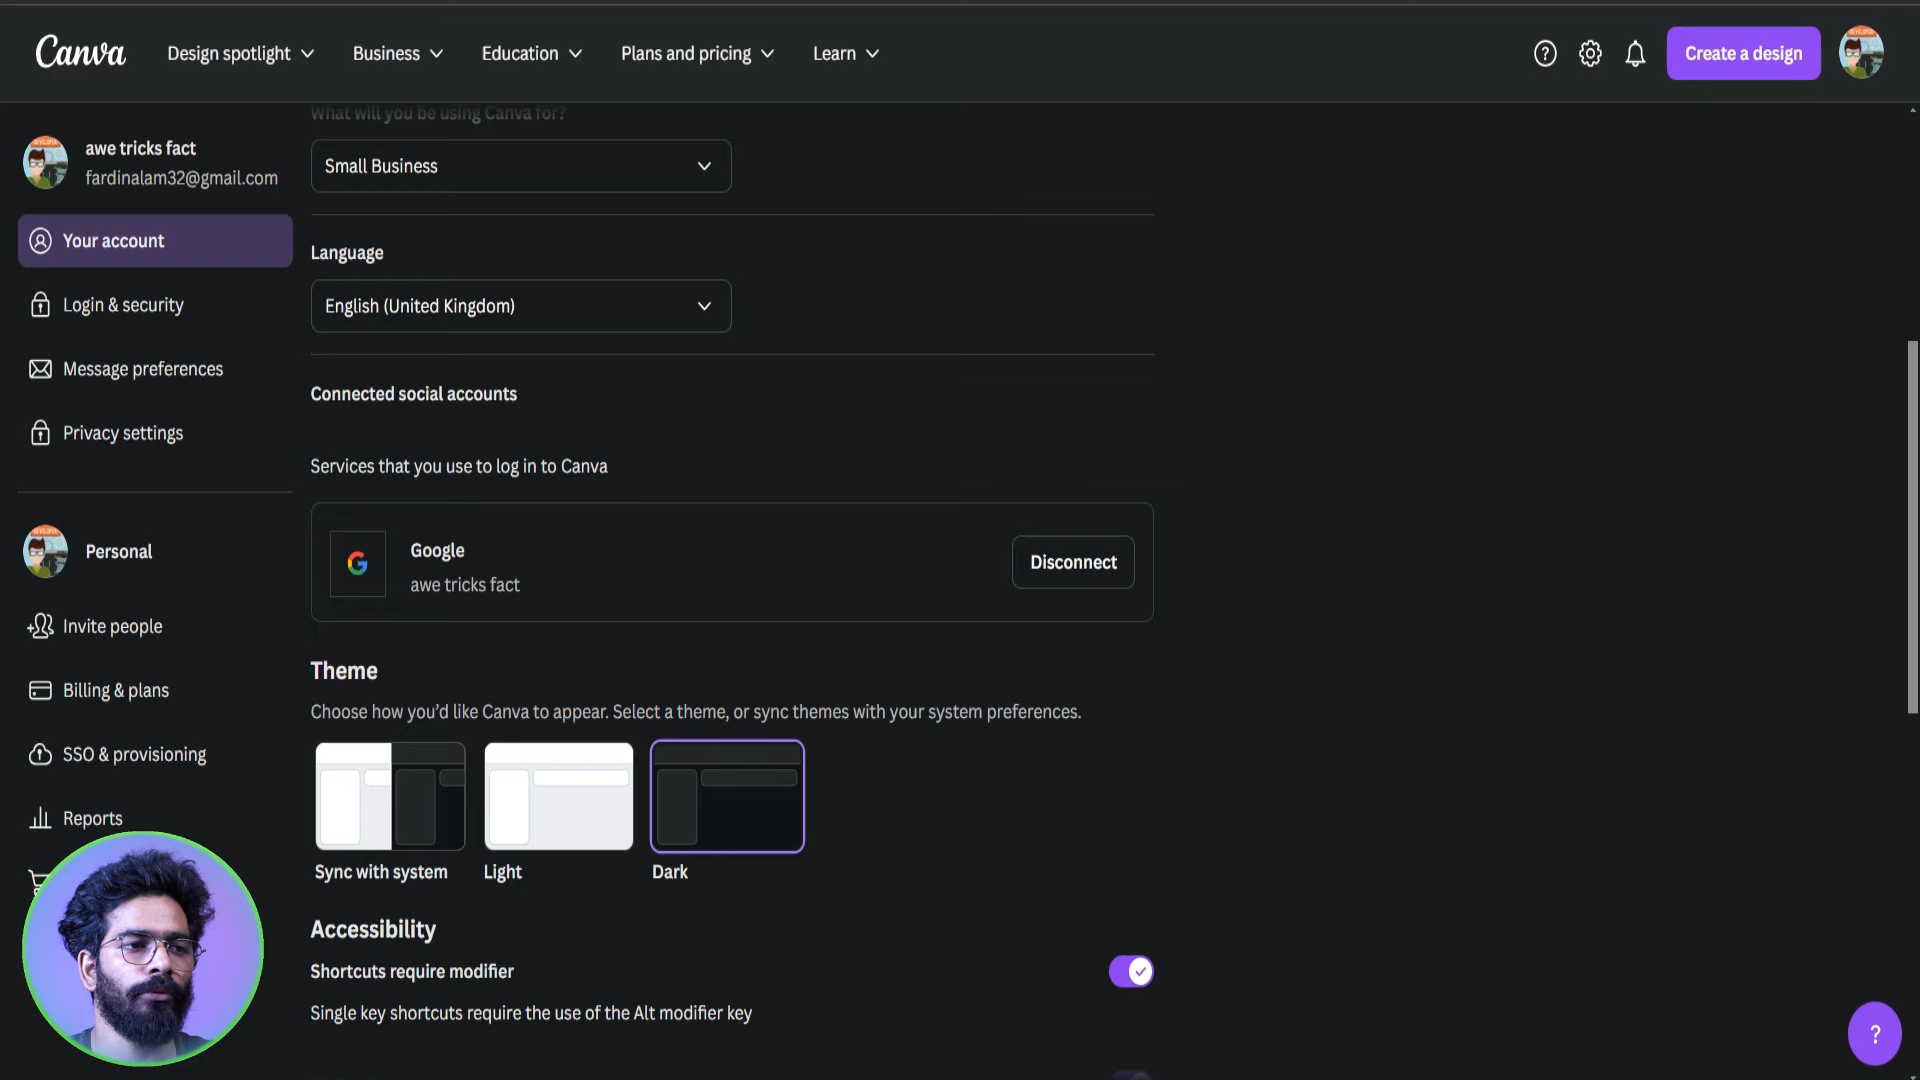 Canva
Design spotlight
Business
Education
Plans and pricing
Learn
Create a design
awe tricks fact
fardinalam32@gmail.com
Your account
Login & security
Message preferences
Privacy settings
Personal
Invite people
Billing & plans
SSO & provisioning
Reports
What will you be using Canva for?
Small Business
Language
English (United Kingdom)
Connected social accounts
Services that you use to log in to Canva
Google
awe tricks fact
Disconnect
Theme
Choose how you’d like Canva to appear. Select a theme, or sync themes with your system preferences.
Sync with system
Light
Dark
Accessibility
Shortcuts require modifier
Single key shortcuts require the use of the Alt modifier key
?